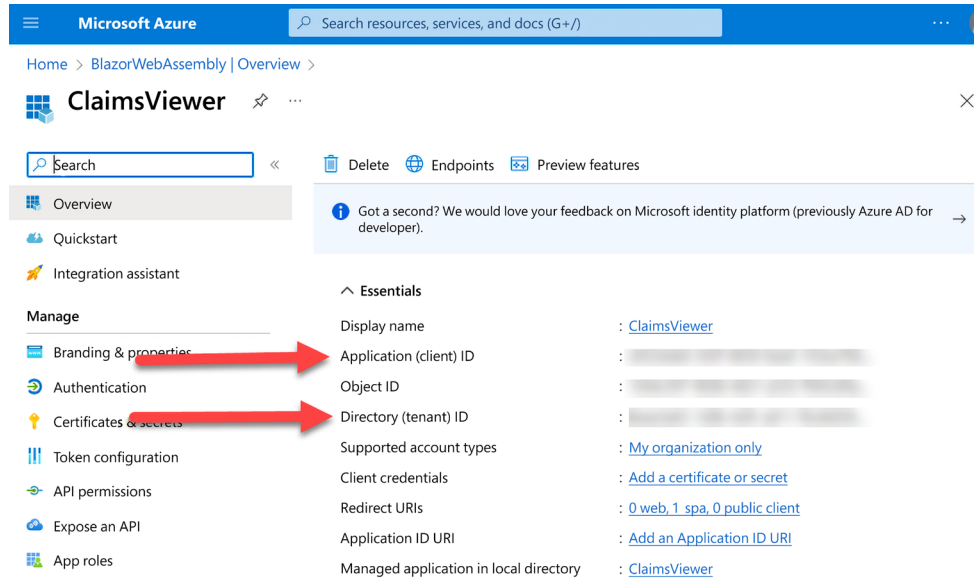 Microsoft Azure
Search resources, services, and docs (G+/)
...
Home > BlazorWebAssembly | Overview >
ClaimsViewer
...
Search
«
Delete
Endpoints
Preview features
Overview
Quickstart
Integration assistant
Manage
Branding & properties
Authentication
Certificates & secrets
Token configuration
API permissions
Expose an API
App roles
Got a second? We would love your feedback on Microsoft identity platform (previously Azure AD for
developer).
Essentials
Display name : ClaimsViewer
Application (client) ID :
Object ID :
Directory (tenant) ID :
Supported account types : My organization only
Client credentials : Add a certificate or secret
Redirect URIs : 0 web, 1 spa, 0 public client
Application ID URI : Add an Application ID URI
Managed application in local directory : ClaimsViewer